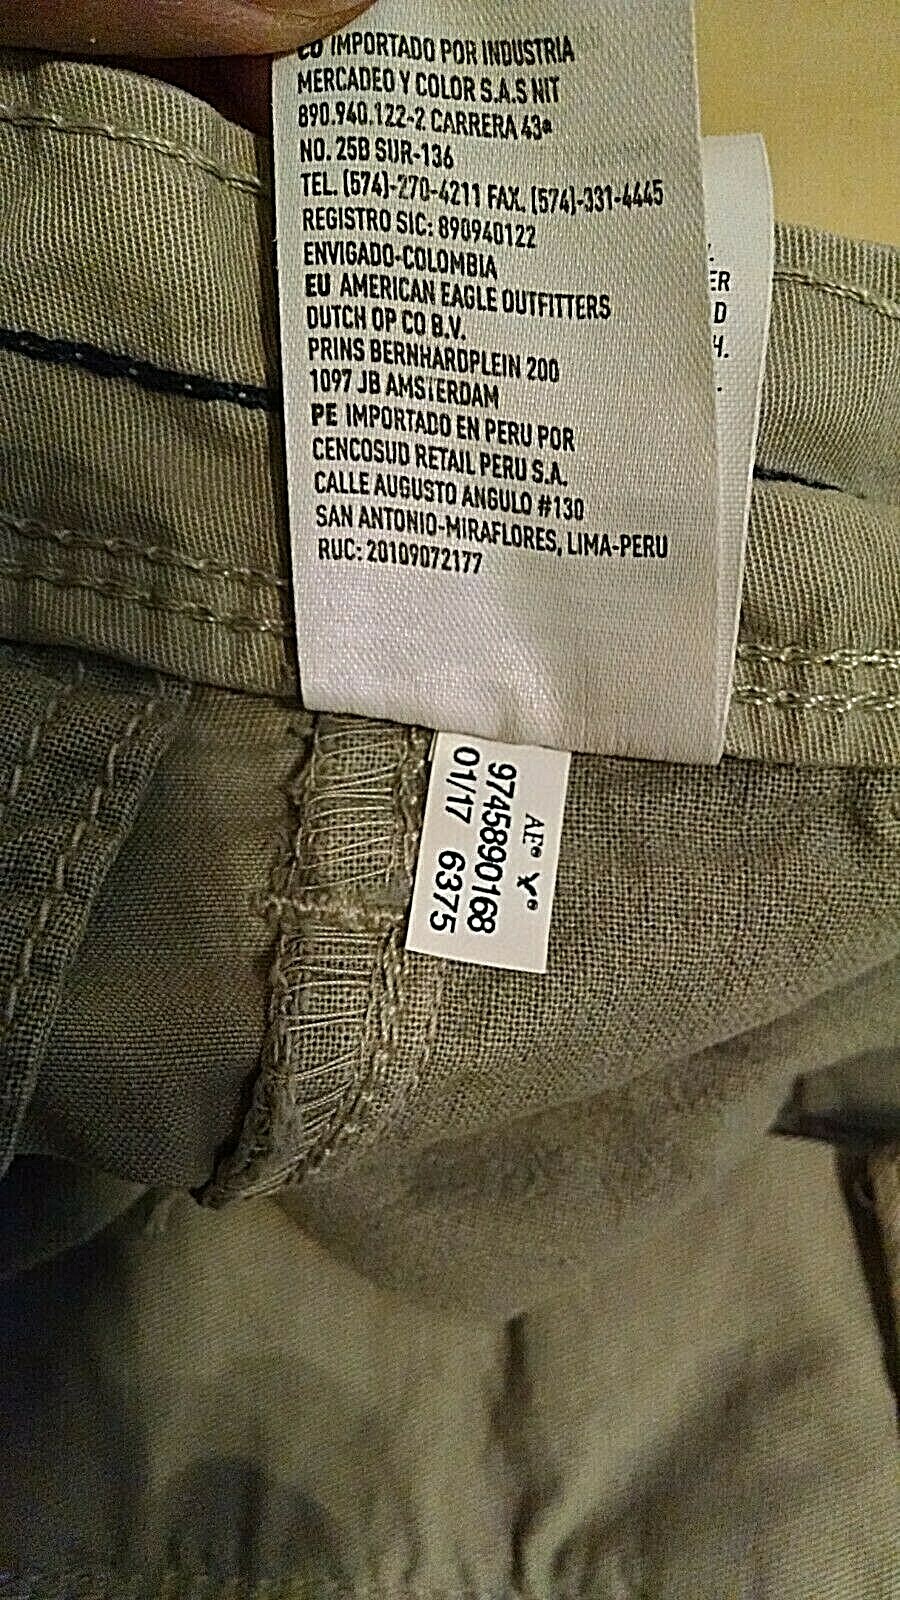 CO IMPORTADO POR INDUSTRIA
MERCADEO Y COLOR S.A.S NIT
890.940.122-2 CARRERA 43ª
NO. 25B SUR-136
TEL. (574)-270-4211 FAX. (574)-331-4445
REGISTRO SIC: 890940122
ENVIGADO-COLOMBIA
EU AMERICAN EAGLE OUTFITTERS
DUTCH OP CO B.V.
PRINS BERNHARDPLEIN 200
1097 JB AMSTERDAM
PE IMPORTADO EN PERU POR
CENCOSUD RETAIL PERU S.A.
CALLE AUGUSTO ANGULO #130
SAN ANTONIO-MIRAFLORES, LIMA-PERU
RUC: 20109072177
ER
D
H.
AE
9745890168
01/17 6375